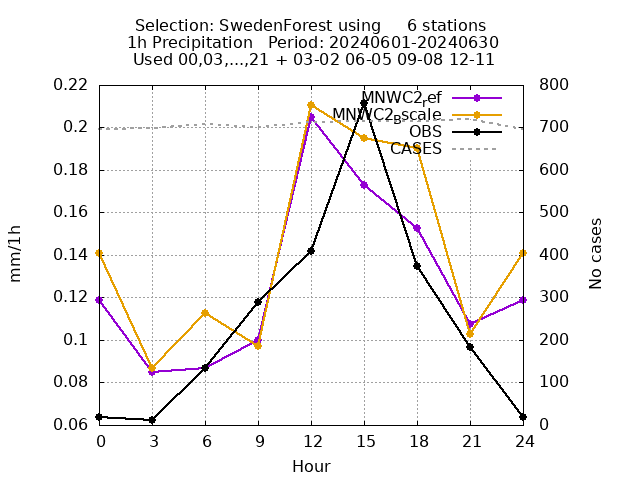 Selection: SwedenForest using     6 stations
1h Precipitation   Period: 20240601-20240630
Used 00,03,...,21 + 03-02 06-05 09-08 12-11
0.22
0.2
0.18
0.16
0.14
0.12
0.1
0.08
0.06
800
700
600
500
400
300
200
100
0
0 3 6 9 12 15 18 21 24
mm/1h
No cases
Hour
MNWC2_ref
MNWC2_B_scale
OBS
CASES